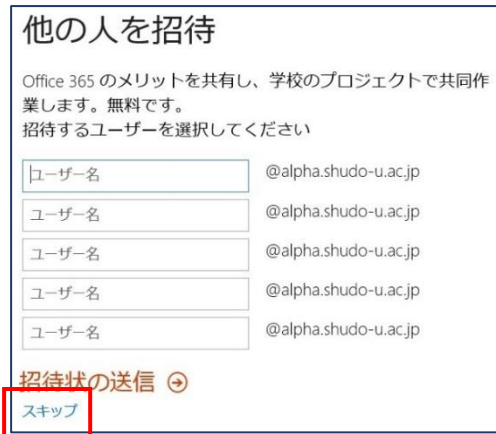 他の人を招待
Office 365 のメリットを共有し、学校のプロジェクトで共同作
業します。無料です。
招待するユーザーを選択してください
ユーザー名 @alpha.shudo-u.ac.jp
ユーザー名 @alpha.shudo-u.ac.jp
ユーザー名 @alpha.shudo-u.ac.jp
ユーザー名 @alpha.shudo-u.ac.jp
ユーザー名 @alpha.shudo-u.ac.jp
招待状の送信
スキップ